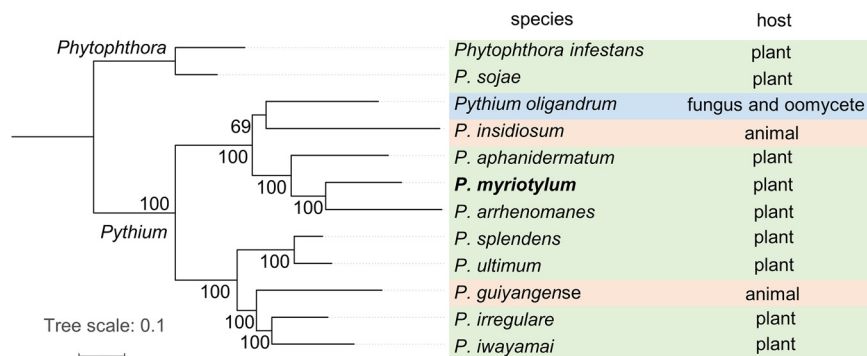 species host
Phytophthora Phytophthora infestans plant
P. sojae plant
Pythium oligandrum fungus and oomycete
69 P. insidiosum animal
100 P. aphanidermatum plant
100 P. myriotylum plant
100 100 P. arrhenomanes plant
Pythium P. splendens plant
100 P. ultimum plant
100 P. guiyangense animal
Tree scale: 0.1 100 P. irregulare plant
100 P. iwayamai plant